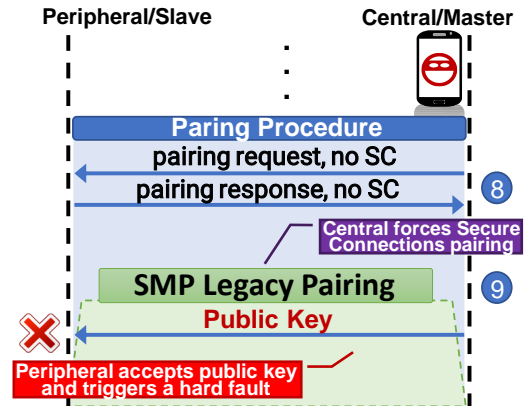 Peripheral/Slave Central/Master
Paring Procedure
pairing request, no SC
8
pairing response, no SC
Central forces Secure
Connections pairing
SMP Legacy Pairing
9
Public Key
Peripheral accepts public key
and triggers a hard fault